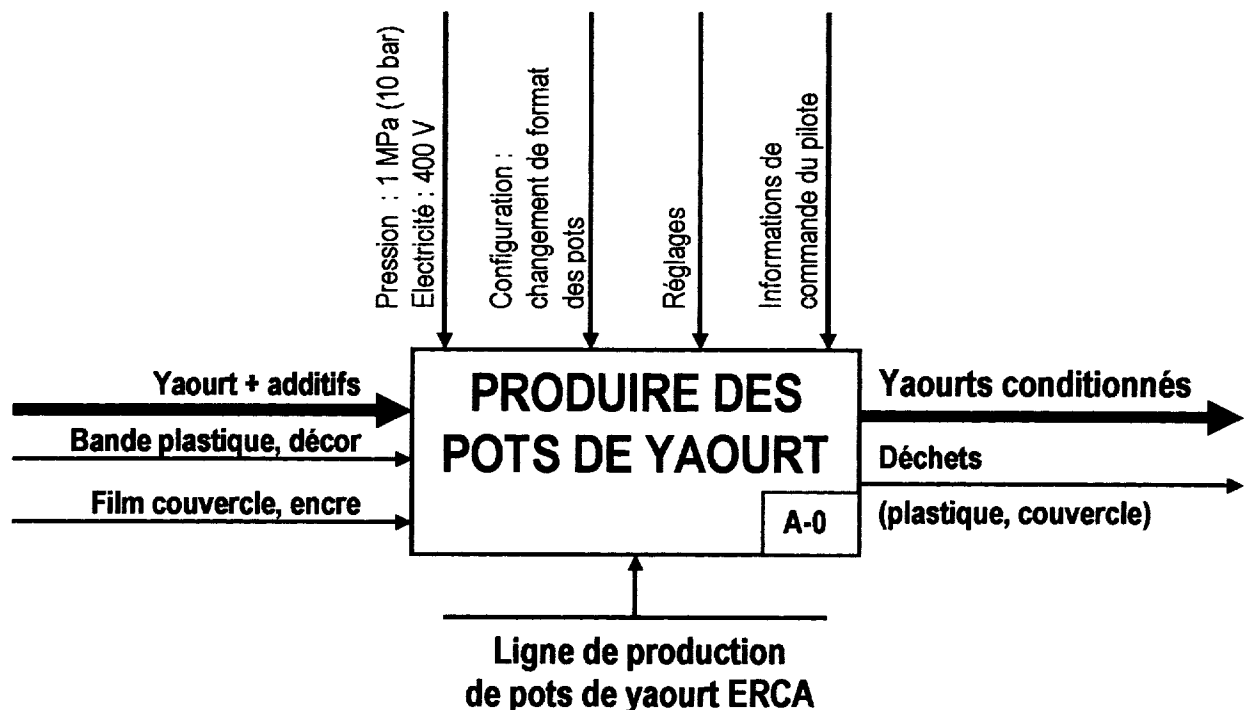 Pression : 1 MPa (10 bar)
Electricité : 400 V
Configuration :
changement de format
des pots
Réglages
Informations de
commande du pilote
Yaourt + additifs
Bande plastique, décor
Film couvercle, encre
PRODUIRE DES
POTS DE YAOURT
A-0
Yaourts conditionnés
Déchets
(plastique, couvercle)
Ligne de production
de pots de yaourt ERCA